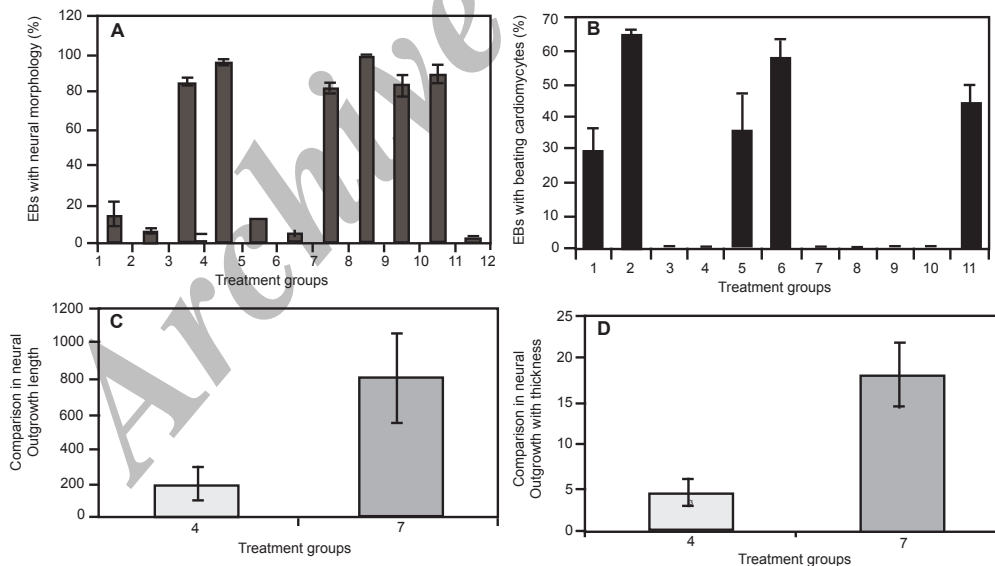 A
EBs with neural morphology (%)
120
100
80
60
40
20
0
1 2 3 4 5 6 7 8 9 10 11 12
Treatment groups
B
EBs with beating cardiomycytes (%)
70
60
50
40
30
20
10
0
1 2 3 4 5 6 7 8 9 10 11
Treatment groups
C
Comparison in neural
Outgrowth length
1200
1000
800
600
400
200
0
4 7
Treatment groups
D
Comparison in neural
Outgrowth with thickness
25
20
15
10
5
0
4 7
Treatment groups
Archive